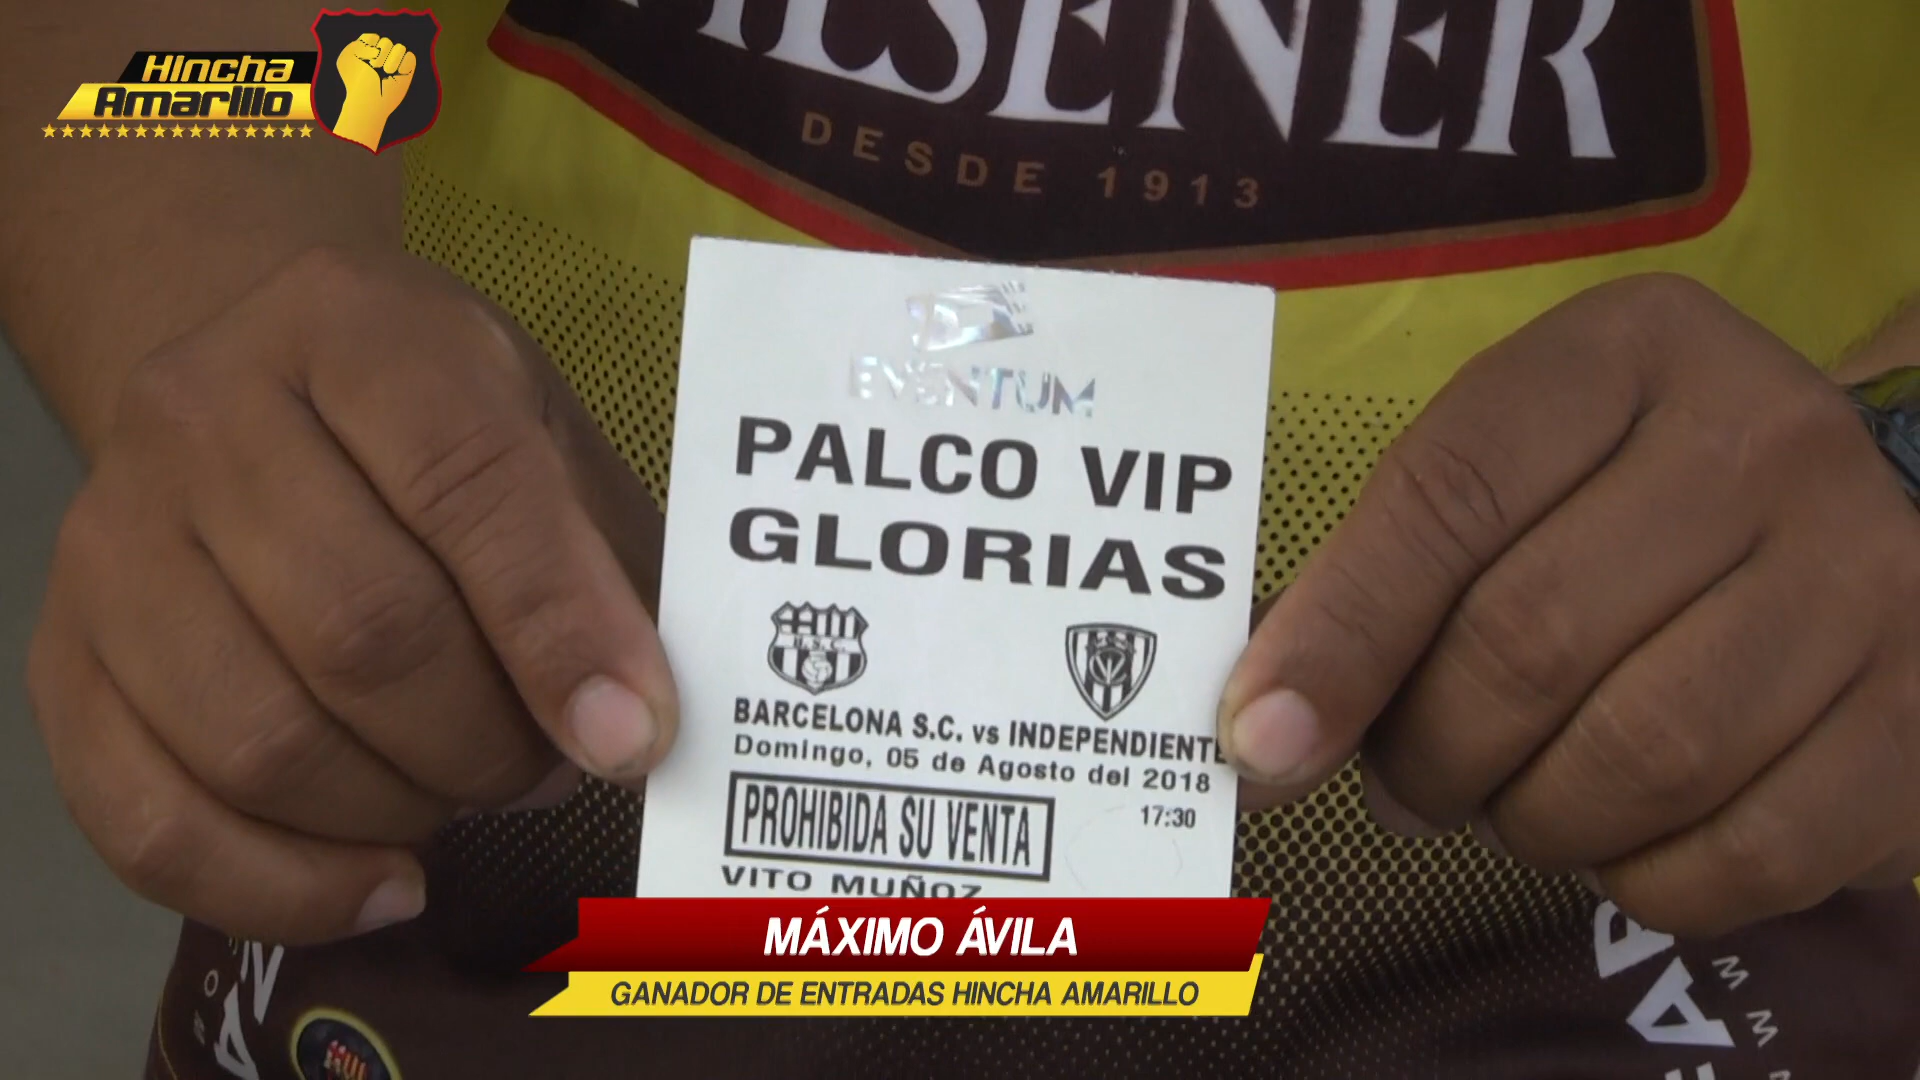 Hincha
Amarillo
PILSENER
DESDE 1913
EVENTUM
PALCO VIP
GLORIAS
B.S.C.
BARCELONA S.C. vs INDEPENDIENTE
Domingo, 05 de Agosto del 2018
PROHIBIDA SU VENTA
17:30
VITO MUÑOZ
MÁXIMO ÁVILA
GANADOR DE ENTRADAS HINCHA AMARILLO